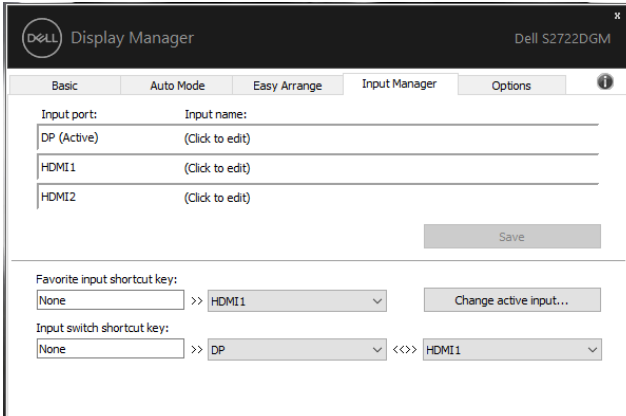 x
DELL Display Manager Dell S2722DGM
Basic Auto Mode Easy Arrange Input Manager Options i
Input port: Input name:
DP (Active) (Click to edit)
HDMI1 (Click to edit)
HDMI2 (Click to edit)
Save
Favorite input shortcut key:
None >> HDMI1 Change active input...
Input switch shortcut key:
None >> DP <<>> HDMI1